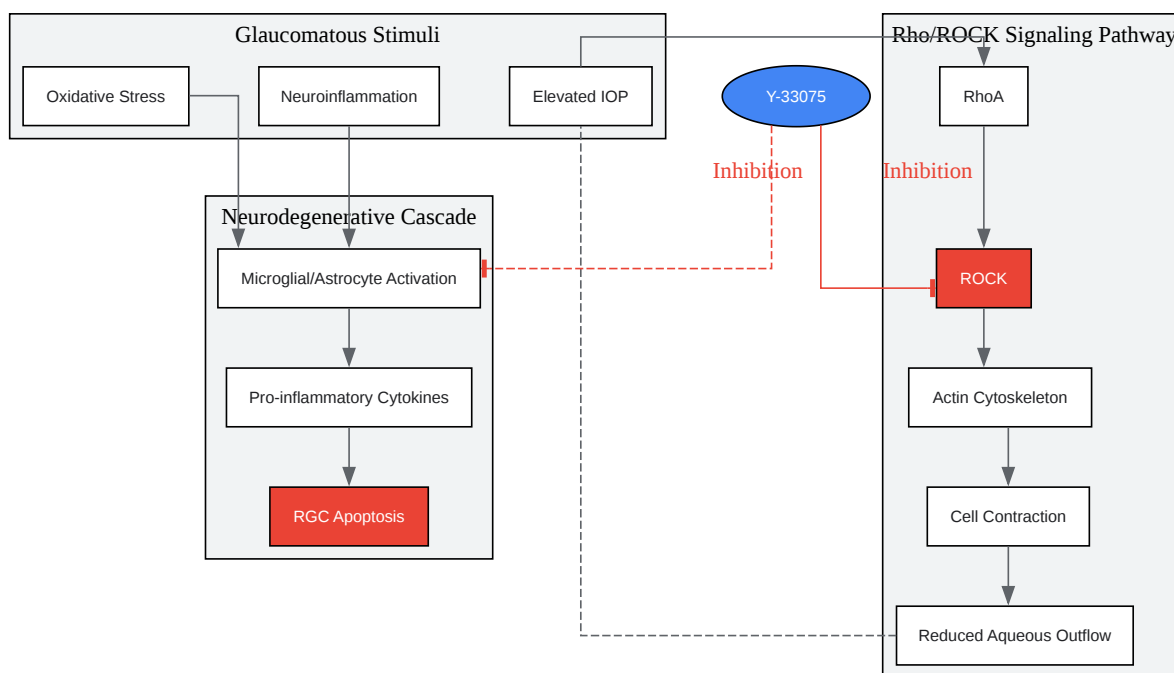 Glaucomatous Stimuli
Rho/ROCK Signaling Pathway
Oxidative Stress
Neuroinflammation
Elevated IOP
Y-33075
RhoA
Inhibition
Inhibition
Neurodegenerative Cascade
Microglial/Astrocyte Activation
ROCK
Pro-inflammatory Cytokines
Actin Cytoskeleton
RGC Apoptosis
Cell Contraction
Reduced Aqueous Outflow